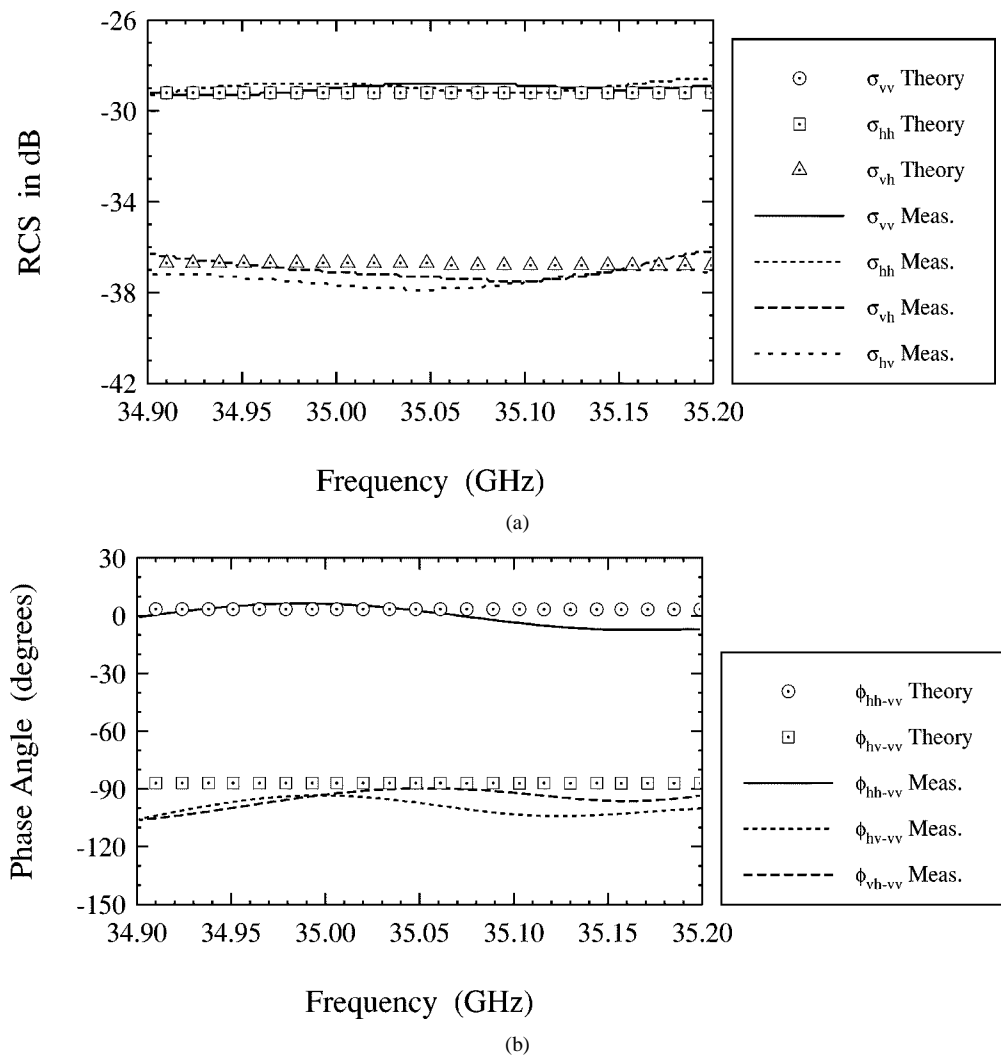 -26
-30
-34
-38
-42
RCS in dB
34.90 34.95 35.00 35.05 35.10 35.15 35.20
Frequency (GHz)
σvv Theory
σhh Theory
σvh Theory
σvv Meas.
σhh Meas.
σvh Meas.
σhv Meas.
(a)
30
0
-30
-60
-90
-120
-150
Phase Angle (degrees)
34.90 34.95 35.00 35.05 35.10 35.15 35.20
Frequency (GHz)
ϕhh-vv Theory
ϕhv-vv Theory
ϕhh-vv Meas.
ϕhv-vv Meas.
ϕvh-vv Meas.
(b)